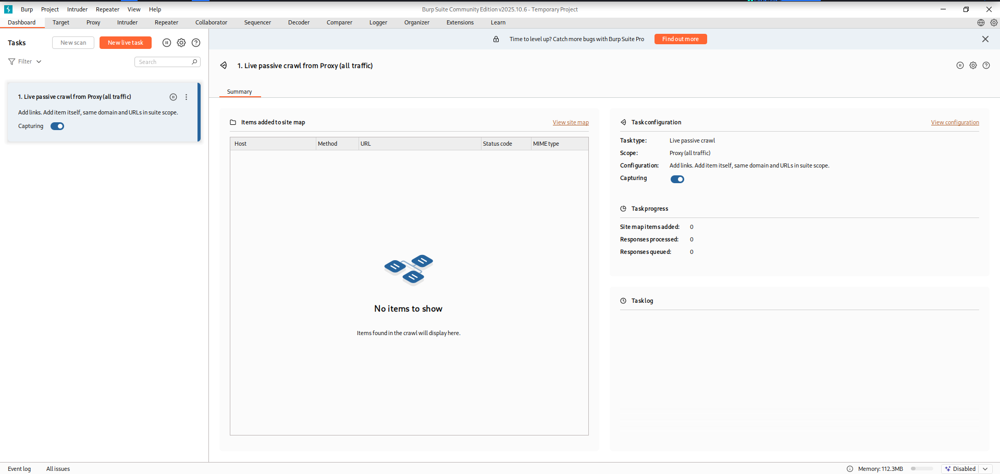 Burp Project Intruder Repeater View Help Burp Suite Community Edition v2025.10.6 - Temporary Project
Dashboard Target Proxy Intruder Repeater Collaborator Sequencer Decoder Comparer Logger Organizer Extensions Learn
Tasks New scan New live task
Time to level up? Catch more bugs with Burp Suite Pro Find out more
Filter Search
1. Live passive crawl from Proxy (all traffic)
Add links. Add item itself, same domain and URLs in suite scope.
Capturing
1. Live passive crawl from Proxy (all traffic)
Summary
Items added to site map View site map
Host Method URL Status code MIME type
No items to show
Items found in the crawl will display here.
Task configuration View configuration
Task type: Live passive crawl
Scope: Proxy (all traffic)
Configuration: Add links. Add item itself, same domain and URLs in suite scope.
Capturing
Task progress
Site map items added: 0
Responses processed: 0
Responses queued: 0
Task log
Event log All issues Memory: 112.3MB Disabled